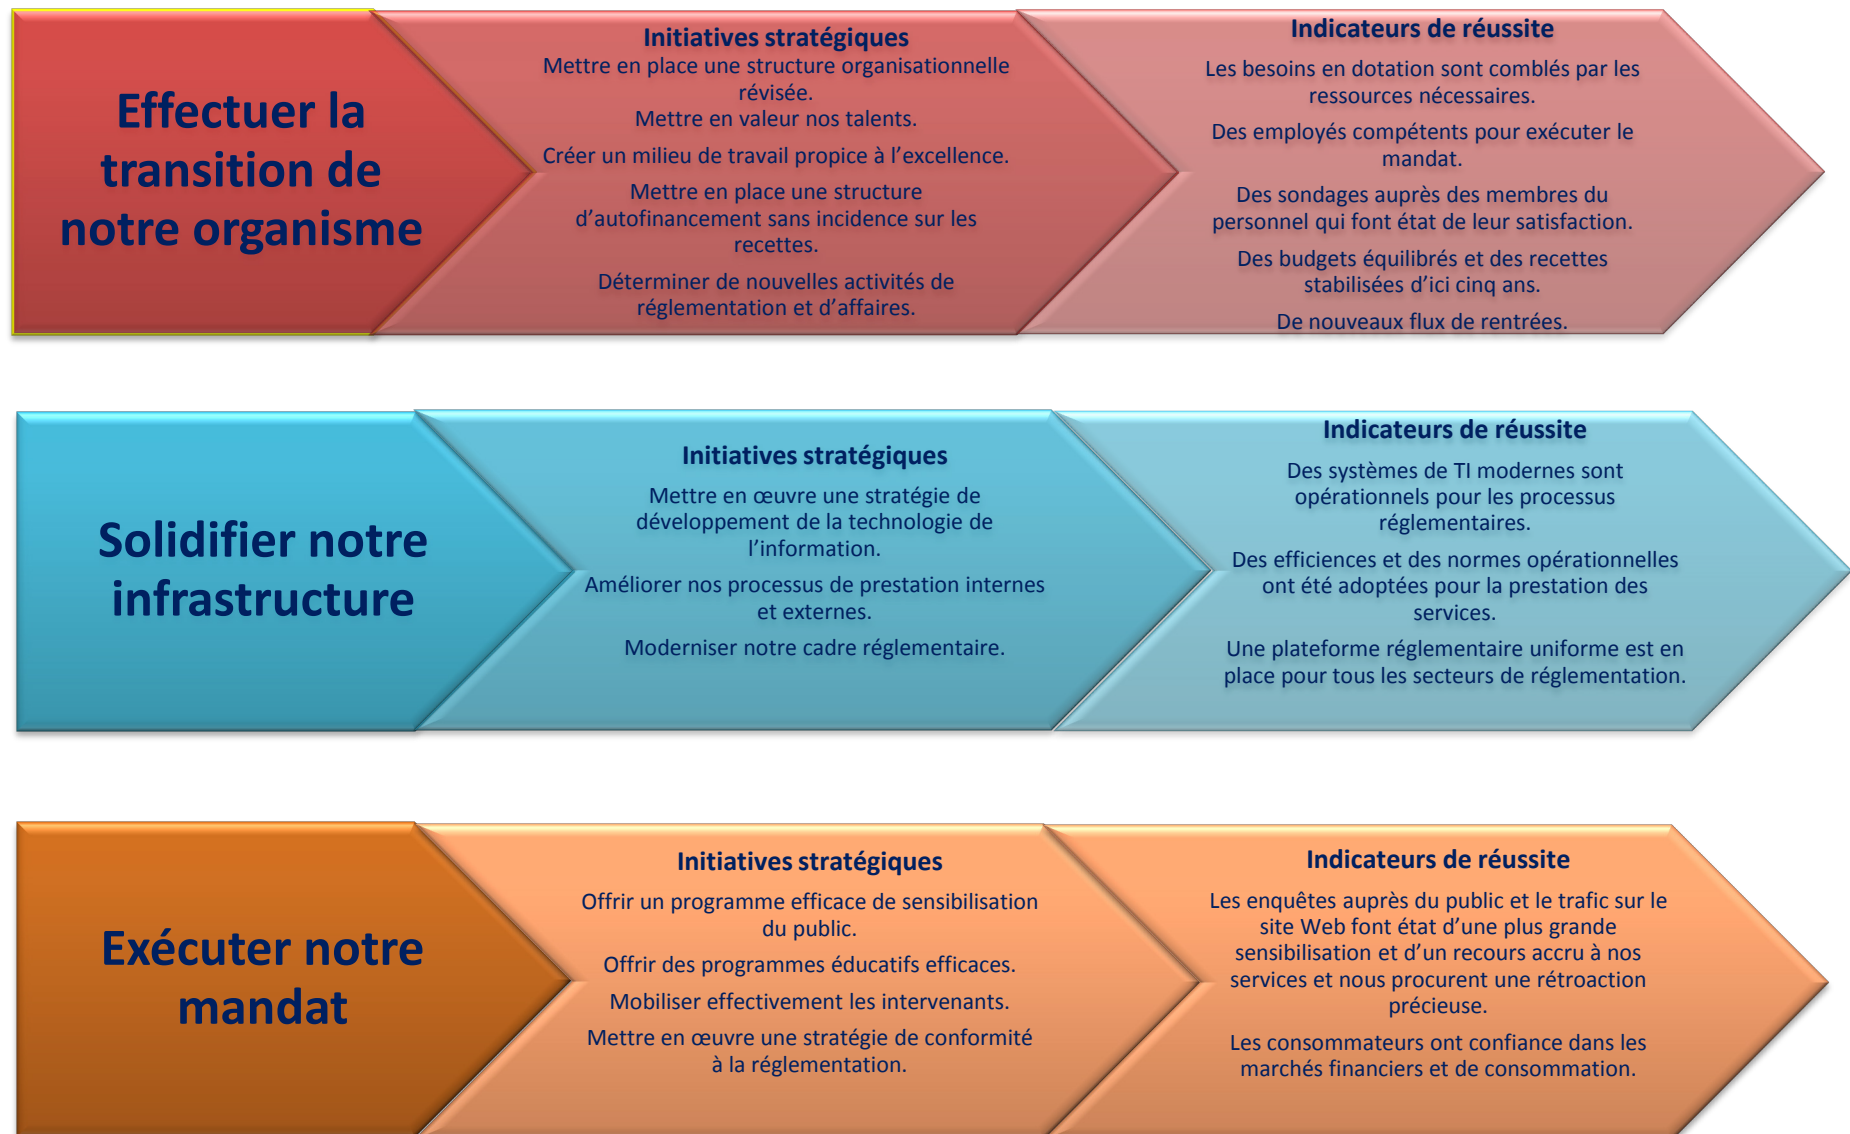 Effectuer la
transition de
notre organisme
Initiatives stratégiques
Mettre en place une structure organisationnelle
révisée.
Mettre en valeur nos talents.
Créer un milieu de travail propice à l’excellence.
Mettre en place une structure
d’autofinancement sans incidence sur les
recettes.
Déterminer de nouvelles activités de
réglementation et d’affaires.
Indicateurs de réussite
Les besoins en dotation sont comblés par les
ressources nécessaires.
Des employés compétents pour exécuter le
mandat.
Des sondages auprès des membres du
personnel qui font état de leur satisfaction.
Des budgets équilibrés et des recettes
stabilisées d’ici cinq ans.
De nouveaux flux de rentrées.
Solidifier notre
infrastructure
Initiatives stratégiques
Mettre en œuvre une stratégie de
développement de la technologie de
l’information.
Améliorer nos processus de prestation internes
et externes.
Moderniser notre cadre réglementaire.
Indicateurs de réussite
Des systèmes de TI modernes sont
opérationnels pour les processus
réglementaires.
Des efficiences et des normes opérationnelles
ont été adoptées pour la prestation des
services.
Une plateforme réglementaire uniforme est en
place pour tous les secteurs de réglementation.
Exécuter notre
mandat
Initiatives stratégiques
Offrir un programme efficace de sensibilisation
du public.
Offrir des programmes éducatifs efficaces.
Mobiliser effectivement les intervenants.
Mettre en œuvre une stratégie de conformité
à la réglementation.
Indicateurs de réussite
Les enquêtes auprès du public et le trafic sur le
site Web font état d’une plus grande
sensibilisation et d’un recours accru à nos
services et nous procurent une rétroaction
précieuse.
Les consommateurs ont confiance dans les
marchés financiers et de consommation.